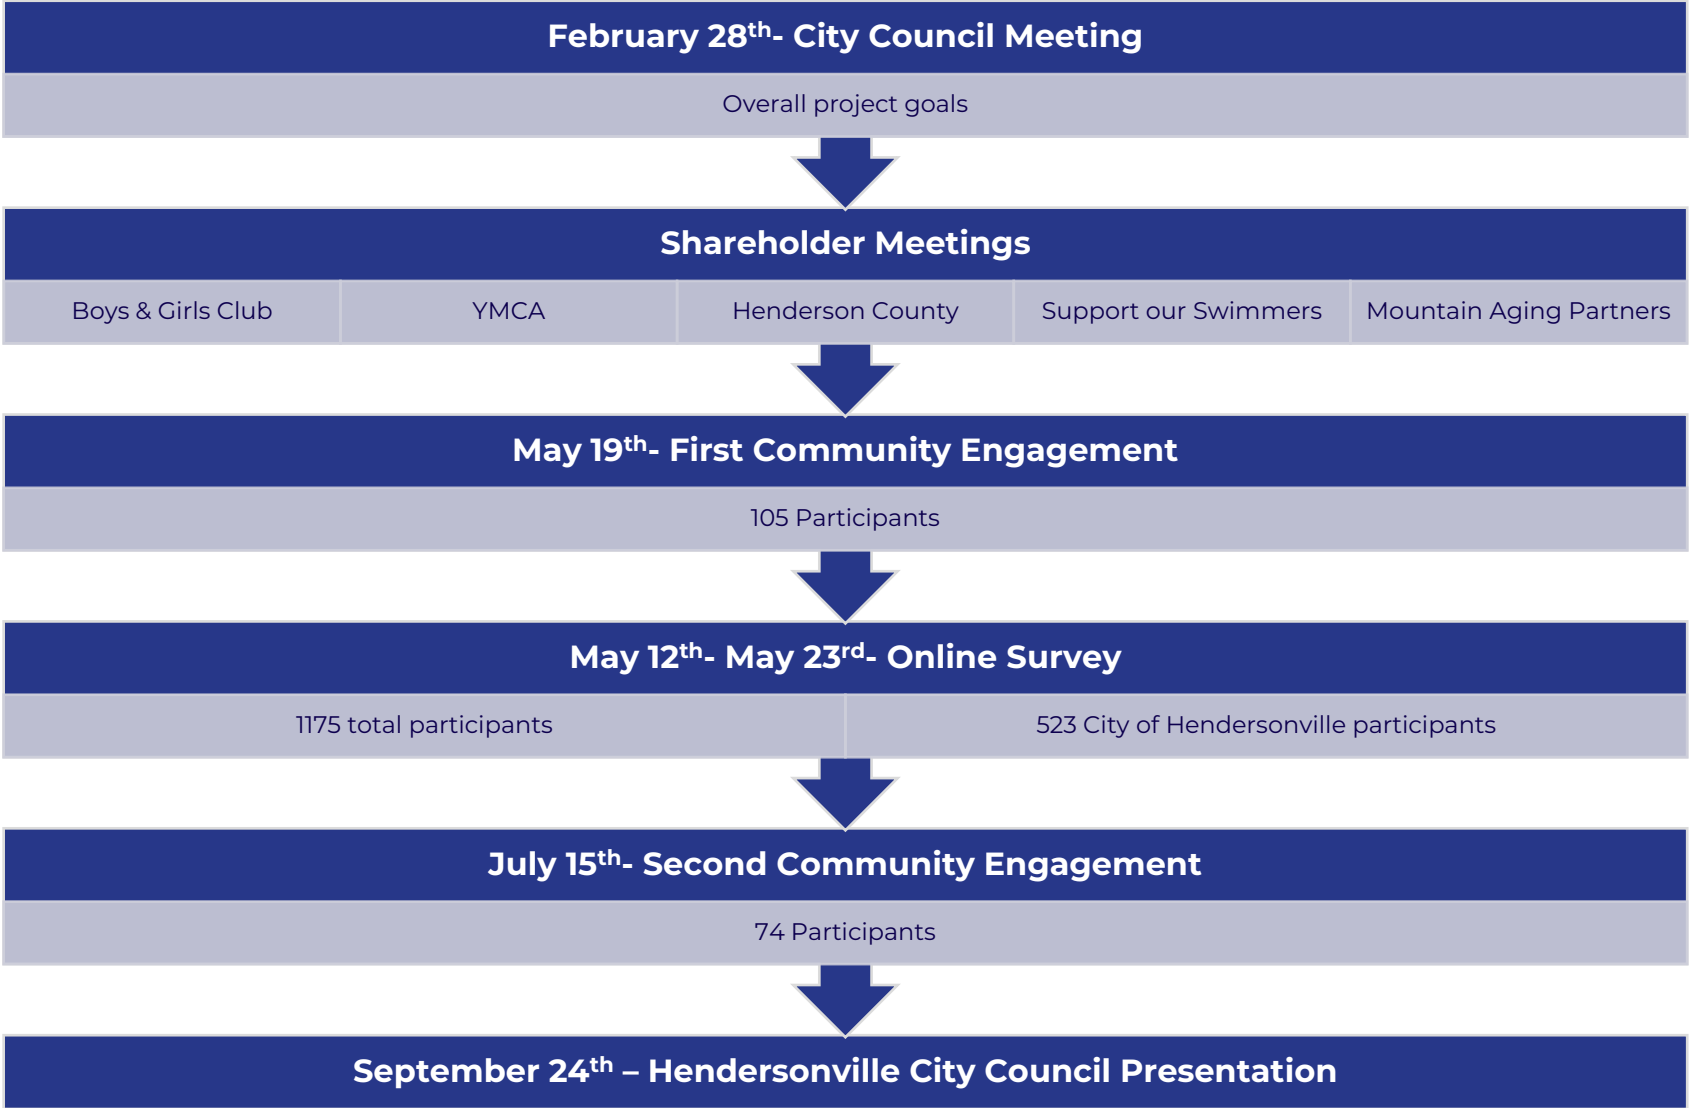 February 28th- City Council Meeting
Overall project goals
Shareholder Meetings
Boys & Girls Club
YMCA
Henderson County
Support our Swimmers
Mountain Aging Partners
May 19th- First Community Engagement
105 Participants
May 12th- May 23rd- Online Survey
1175 total participants
523 City of Hendersonville participants
July 15th- Second Community Engagement
74 Participants
September 24th – Hendersonville City Council Presentation